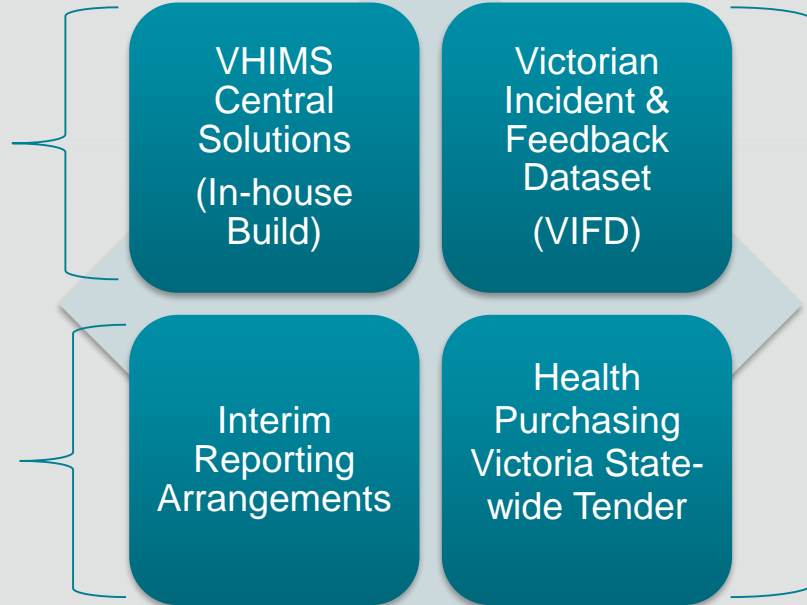 VHIMS
Central
Solutions
(In-house
Build)
Victorian
Incident &
Feedback
Dataset
(VIFD)
Interim
Reporting
Arrangements
Health
Purchasing
Victoria State-
wide Tender